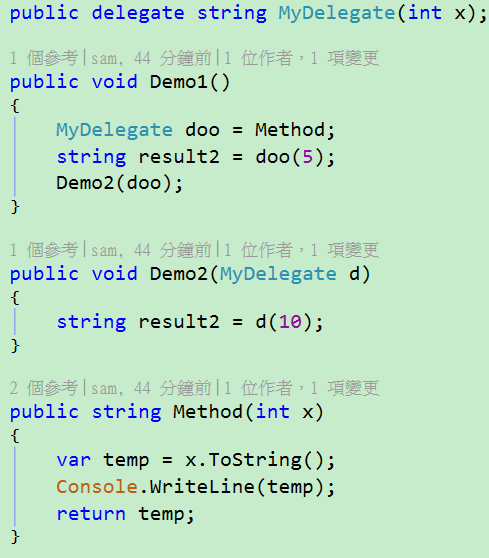 public delegate string MyDelegate(int x);
1 個參考|sam, 44 分鐘前|1 位作者，1 項變更
public void Demo1()
{
MyDelegate doo = Method;
string result2 = doo(5);
Demo2(doo);
}
1 個參考|sam, 44 分鐘前|1 位作者，1 項變更
public void Demo2(MyDelegate d)
{
string result2 = d(10);
}
2 個參考|sam, 44 分鐘前|1 位作者，1 項變更
public string Method(int x)
{
var temp = x.ToString();
Console.WriteLine(temp);
return temp;
}